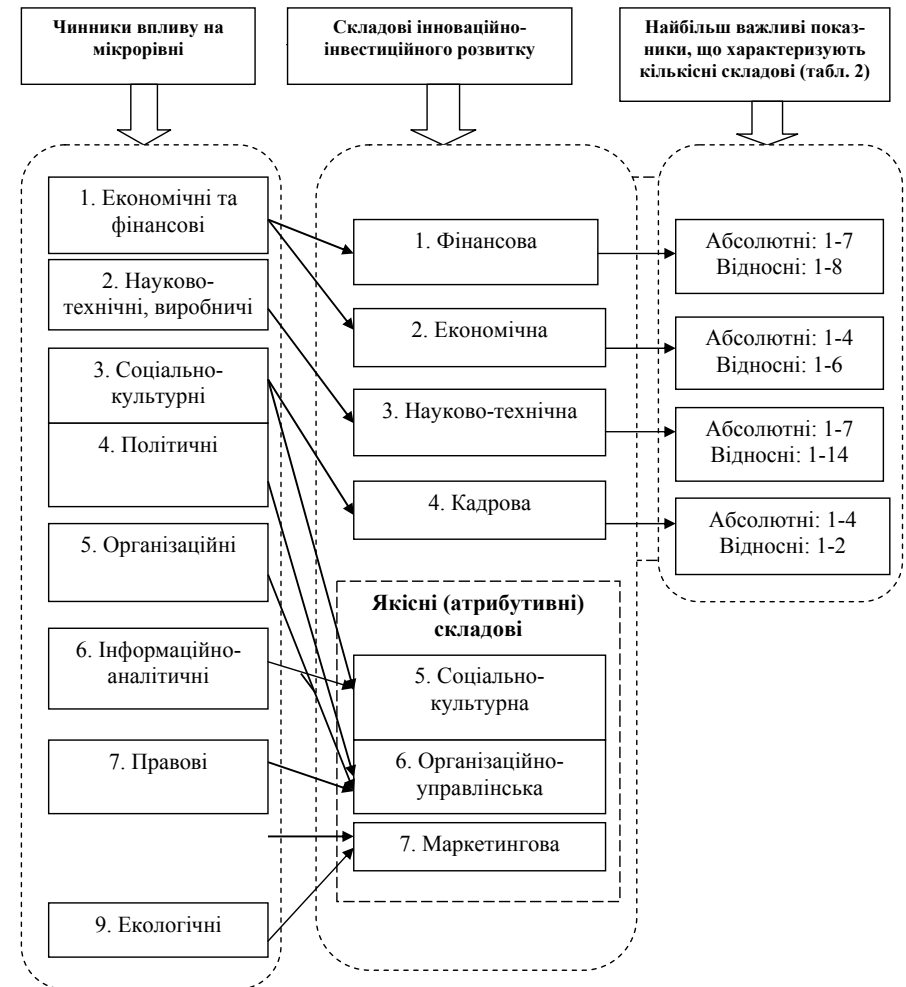 Чинники впливу на
мікрорівні
Складові інноваційно-
інвестиційного розвитку
Найбільш важливі показ-
ники, що характеризують
кількісні складові (табл. 2)
1. Економічні та
фінансові
2. Науково-
технічні, виробничі
3. Соціально-
культурні
4. Політичні
5. Організаційні
6. Інформаційно-
аналітичні
7. Правові
9. Екологічні
1. Фінансова
2. Економічна
3. Науково-технічна
4. Кадрова
Якісні (атрибутивні)
складові
5. Соціально-
культурна
6. Організаційно-
управлінська
7. Маркетингова
Абсолютні: 1-7
Відносні: 1-8
Абсолютні: 1-4
Відносні: 1-6
Абсолютні: 1-7
Відносні: 1-14
Абсолютні: 1-4
Відносні: 1-2